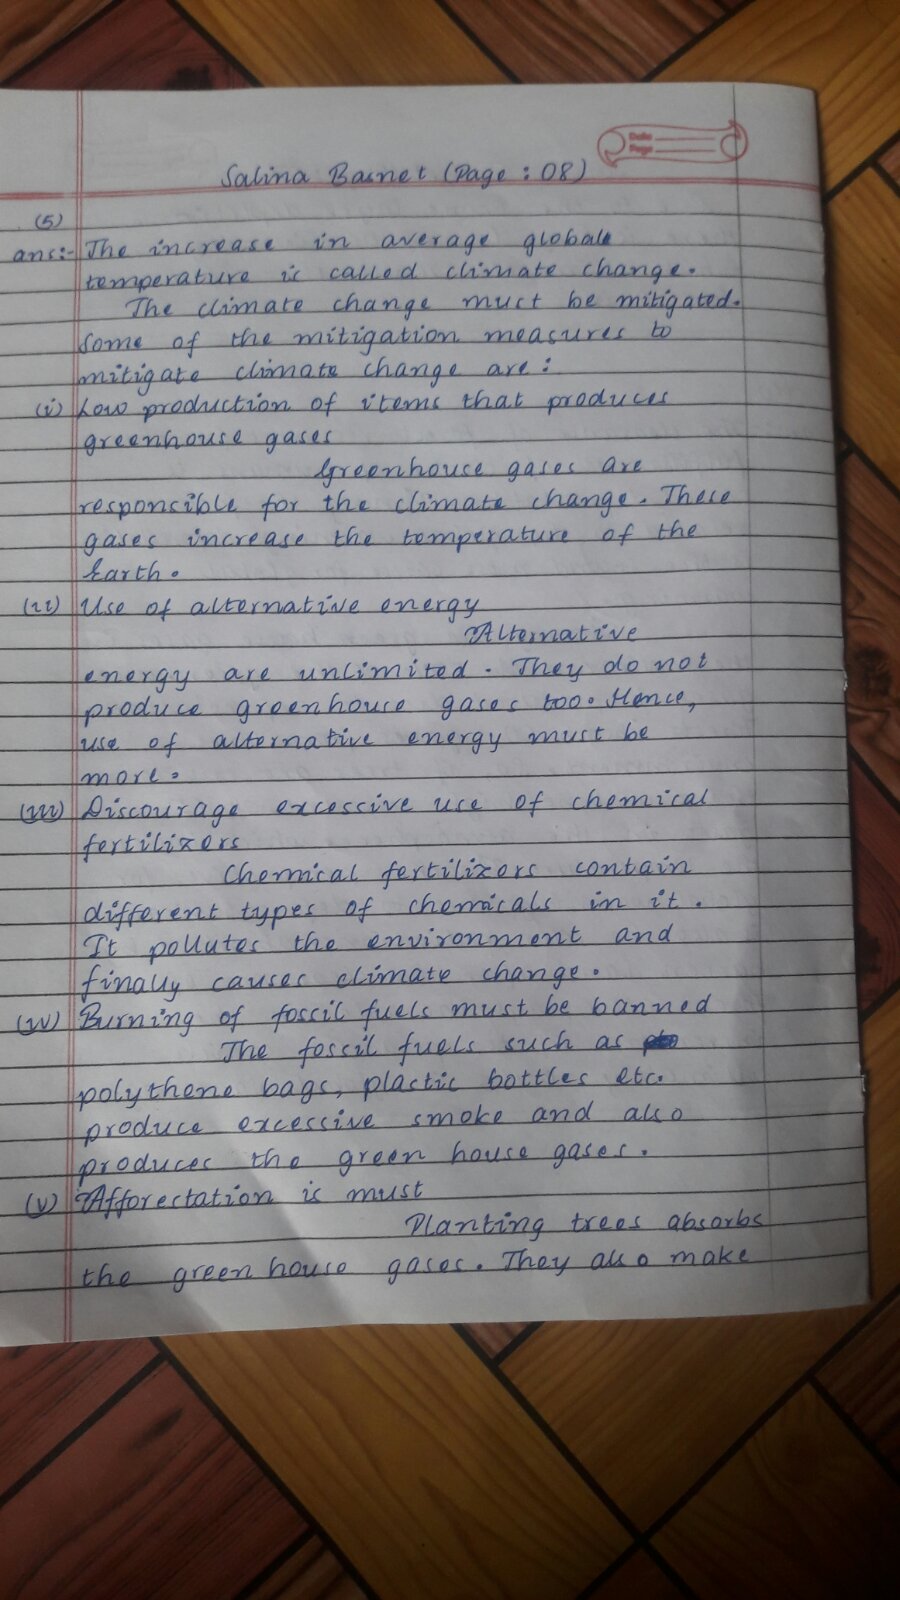 Date
Page
Salina Basnet (Page : 08)
(5)
ans:- The increase in average global
temperature is called climate change.
The climate change must be mitigated.
Some of the mitigation measures to
mitigate climate change are :
(i) Low production of items that produces
greenhouse gases
Greenhouse gases are
responsible for the climate change. These
gases increase the temperature of the
Earth.
(ii) Use of alternative energy
Alternative
energy are unlimited. They do not
produce greenhouse gases too. Hence,
use of alternative energy must be
more.
(iii) Discourage excessive use of chemical
fertilizers
Chemical fertilizers contain
different types of chemicals in it.
It pollutes the environment and
finally causes climate change.
(iv) Burning of fossil fuels must be banned
The fossil fuels such as
polythene bags, plastic bottles etc.
produce excessive smoke and also
produces the green house gases.
(v) Afforestation is must
Planting trees absorbs
the green house gases. They also make